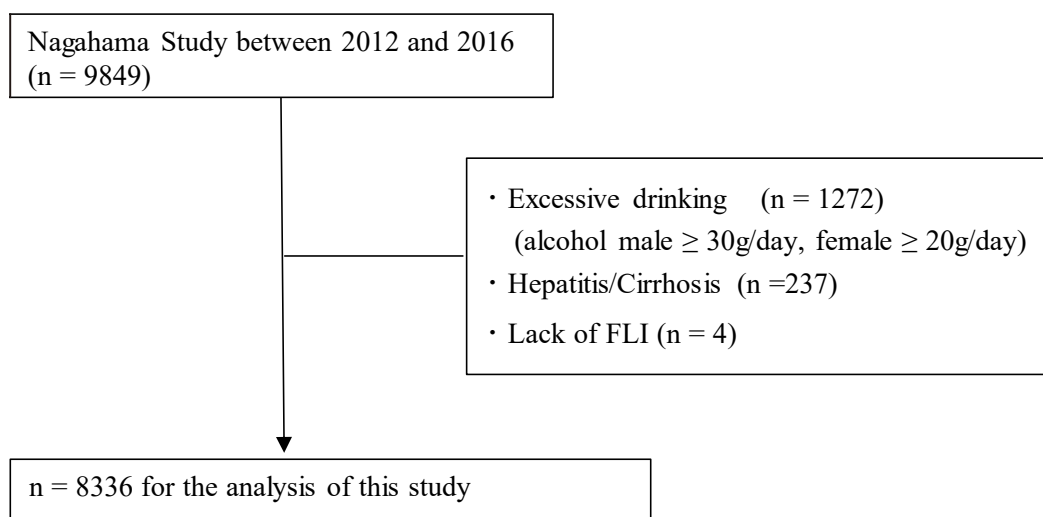 Nagahama Study between 2012 and 2016
(n = 9849)
・Excessive drinking (n = 1272)
(alcohol male ≥ 30g/day, female ≥ 20g/day)
・Hepatitis/Cirrhosis (n =237)
・Lack of FLI (n = 4)
n = 8336 for the analysis of this study